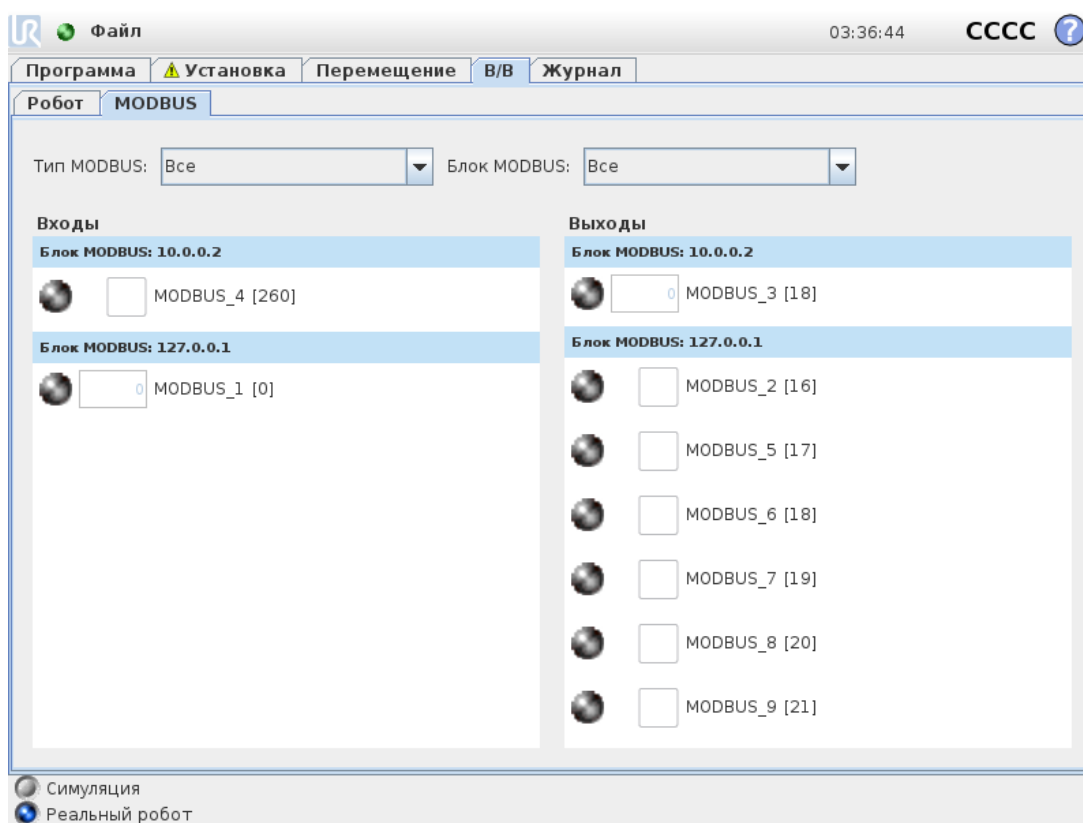 UR Файл 03:36:44 CCCC ?
Программа Установка Перемещение В/В Журнал
Робот MODBUS
Тип MODBUS: Все Блок MODBUS: Все
Входы
Блок MODBUS: 10.0.0.2
MODBUS_4 [260]
Блок MODBUS: 127.0.0.1
0 MODBUS_1 [0]
Выходы
Блок MODBUS: 10.0.0.2
0 MODBUS_3 [18]
Блок MODBUS: 127.0.0.1
MODBUS_2 [16]
MODBUS_5 [17]
MODBUS_6 [18]
MODBUS_7 [19]
MODBUS_8 [20]
MODBUS_9 [21]
Симуляция
Реальный робот